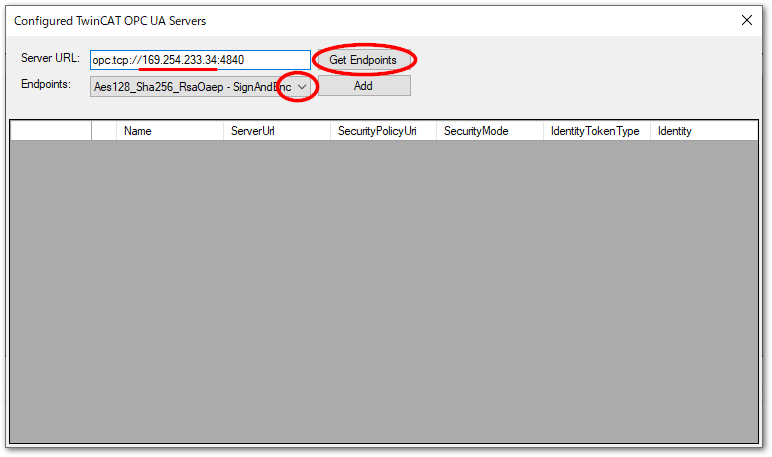 Configured TwinCAT OPC UA Servers
Server URL: opc.tcp://169.254.233.34:4840 Get Endpoints
Endpoints: Aes128_Sha256_RsaOaep - SignAndEnc Add
Name ServerUrl SecurityPolicyUri SecurityMode IdentityTokenType Identity